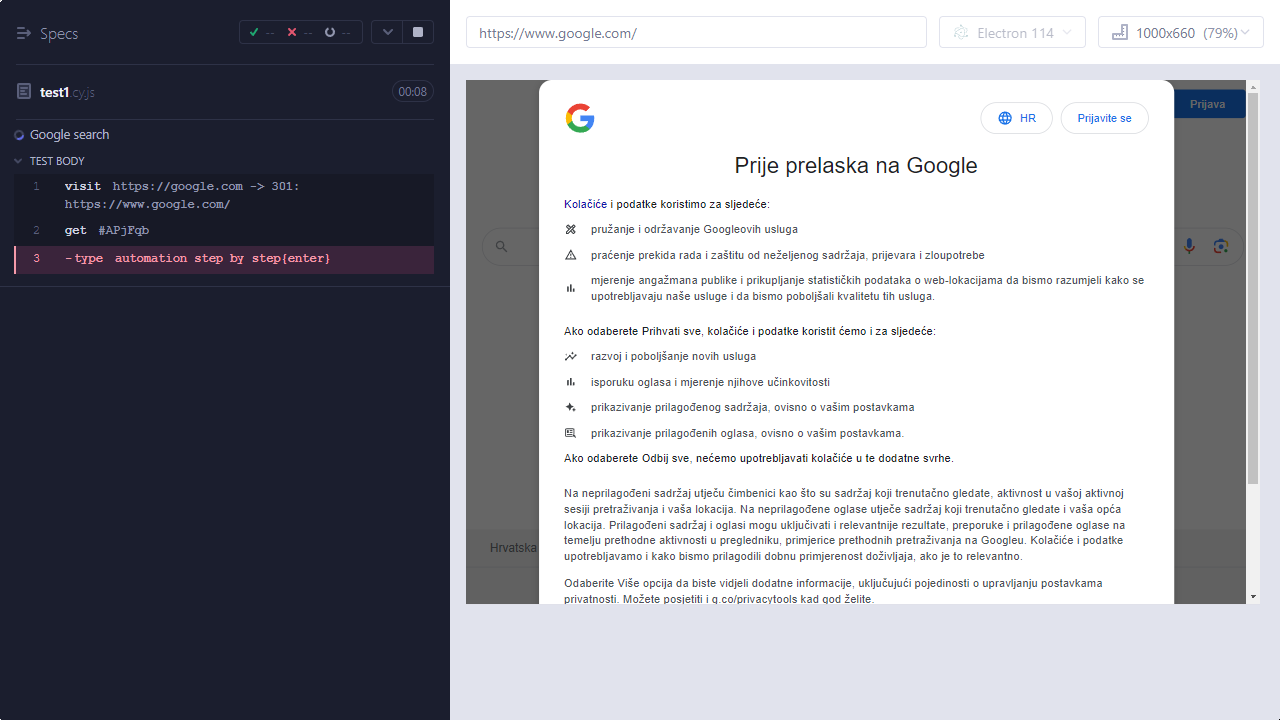 Specs
--
--
--
test1.cy.js
00:08
Google search
TEST BODY
1 visit https://google.com -> 301:
https://www.google.com/
2 get #APjFqb
3 -type automation step by step{enter}
https://www.google.com/
Electron 114
1000x660 (79%)
Prijava
G
HR
Prijavite se
Prije prelaska na Google
Kolačiće i podatke koristimo za sljedeće:
pružanje i održavanje Googleovih usluga
praćenje prekida rada i zaštitu od neželjenog sadržaja, prijevara i zloupotrebe
mjerenje angažmana publike i prikupljanje statističkih podataka o web-lokacijama da bismo razumjeli kako se
upotrebljavaju naše usluge i da bismo poboljšali kvalitetu tih usluga.
Ako odaberete Prihvati sve, kolačiće i podatke koristit ćemo i za sljedeće:
razvoj i poboljšanje novih usluga
isporuku oglasa i mjerenje njihove učinkovitosti
prikazivanje prilagođenog sadržaja, ovisno o vašim postavkama
prikazivanje prilagođenih oglasa, ovisno o vašim postavkama.
Ako odaberete Odbij sve, nećemo upotrebljavati kolačiće u te dodatne svrhe.
Na neprilagođeni sadržaj utječu čimbenici kao što su sadržaj koji trenutačno gledate, aktivnost u vašoj aktivnoj
sesiji pretraživanja i vaša lokacija. Na neprilagođene oglase utječe sadržaj koji trenutačno gledate i vaša opća
lokacija. Prilagođeni sadržaj i oglasi mogu uključivati i relevantnije rezultate, preporuke i prilagođene oglase na
temelju prethodne aktivnosti u pregledniku, primjerice prethodnih pretraživanja na Googleu. Kolačiće i podatke
upotrebljavamo i kako bismo prilagodili dobnu primjerenost doživljaja, ako je to relevantno.
Hrvatska
Odaberite Više opcija da biste vidjeli dodatne informacije, uključujući pojedinosti o upravljanju postavkama
privatnosti. Možete posjetiti i g.co/privacytools kad god želite.